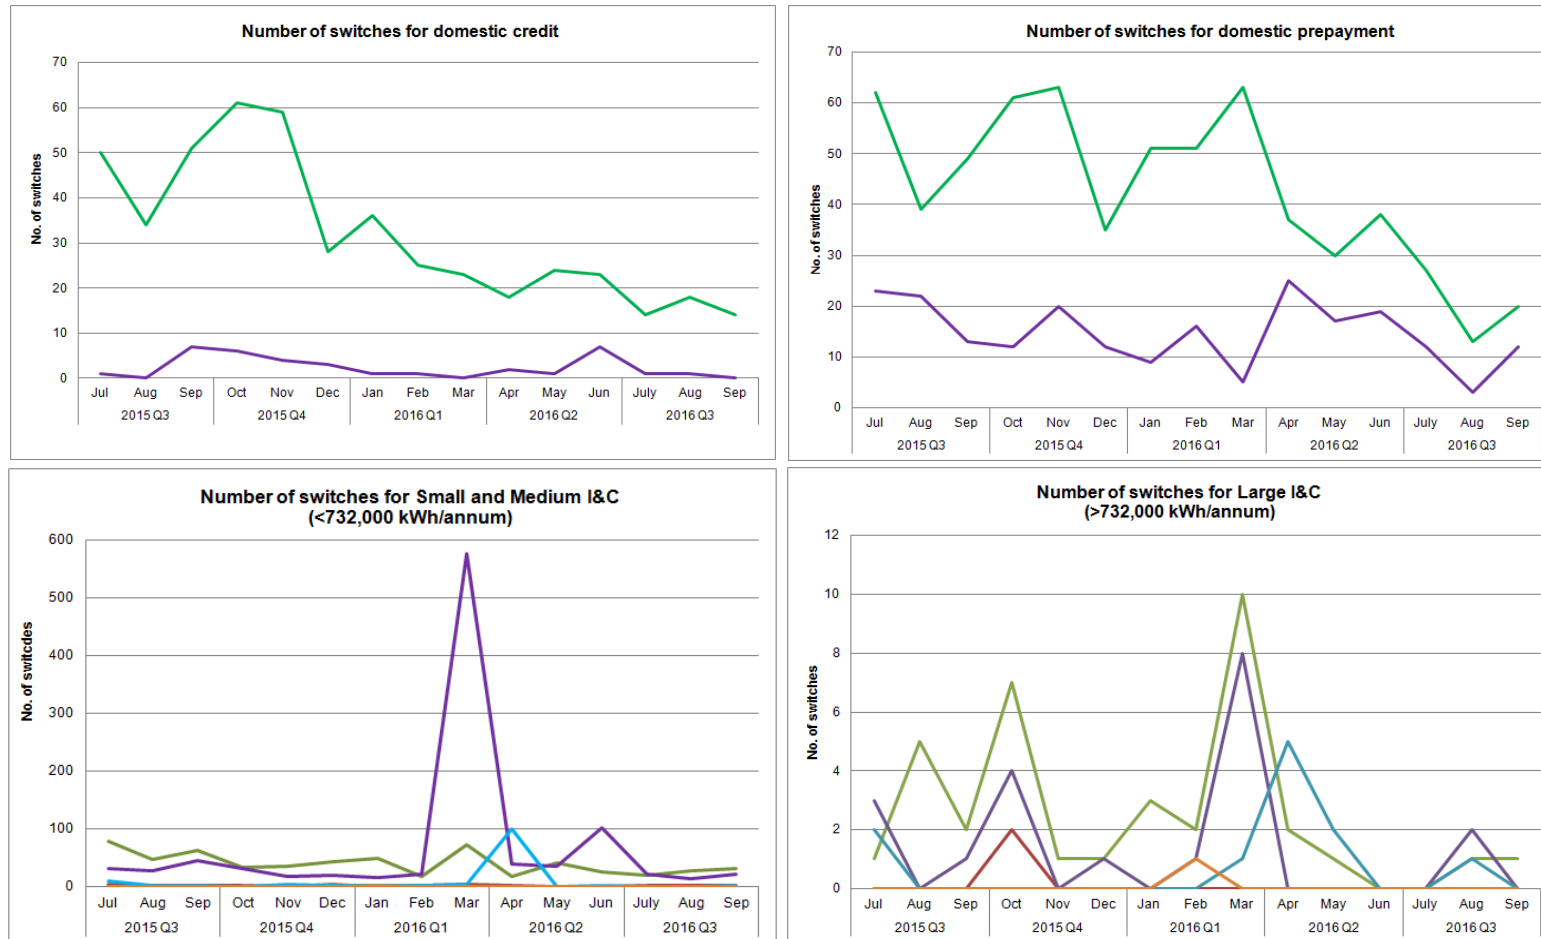 Number of switches for domestic credit
No. of switches
70
60
50
40
30
20
10
0
Jul Aug Sep Oct Nov Dec Jan Feb Mar Apr May Jun July Aug Sep
2015 Q3 2015 Q4 2016 Q1 2016 Q2 2016 Q3
Number of switches for domestic prepayment
No. of switches
70
60
50
40
30
20
10
0
Jul Aug Sep Oct Nov Dec Jan Feb Mar Apr May Jun July Aug Sep
2015 Q3 2015 Q4 2016 Q1 2016 Q2 2016 Q3
Number of switches for Small and Medium I&C
(<732,000 kWh/annum)
No. of switcdes
600
500
400
300
200
100
0
Jul Aug Sep Oct Nov Dec Jan Feb Mar Apr May Jun July Aug Sep
2015 Q3 2015 Q4 2016 Q1 2016 Q2 2016 Q3
Number of switches for Large I&C
(>732,000 kWh/annum)
No. of switches
12
10
8
6
4
2
0
Jul Aug Sep Oct Nov Dec Jan Feb Mar Apr May Jun July Aug Sep
2015 Q3 2015 Q4 2016 Q1 2016 Q2 2016 Q3